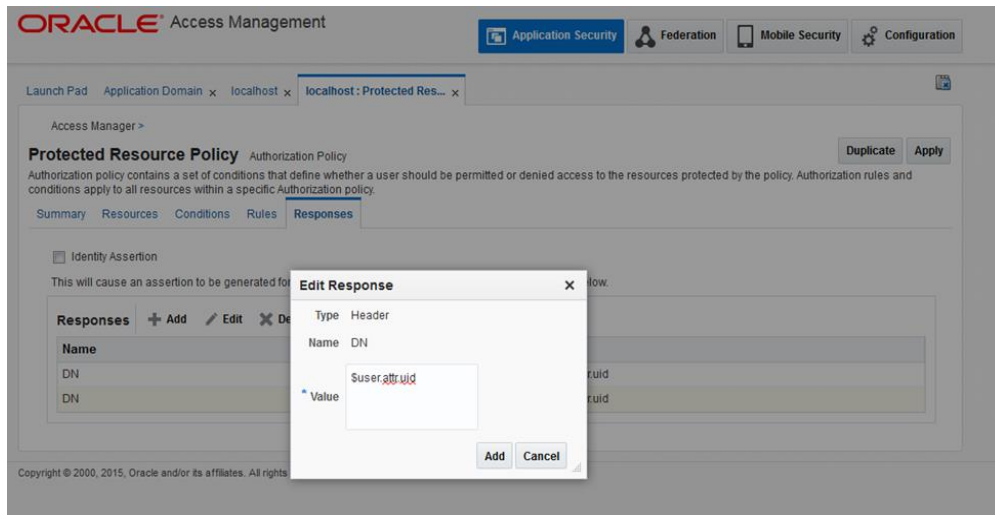 ORACLE® Access Management
Application Security Federation Mobile Security Configuration
Launch Pad Application Domain x localhost x localhost : Protected Res... x
Access Manager >
Protected Resource Policy Authorization Policy
Duplicate Apply
Authorization policy contains a set of conditions that define whether a user should be permitted or denied access to the resources protected by the policy. Authorization rules and
conditions apply to all resources within a specific Authorization policy.
Summary Resources Conditions Rules Responses
Identity Assertion
This will cause an assertion to be generated for
low.
Edit Response ×
Type Header
Name DN
* Value $user.attr.uid
Add Cancel
Responses Add Edit De
Name
DN r.uid
DN r.uid
Copyright © 2000, 2015, Oracle and/or its affiliates. All rights